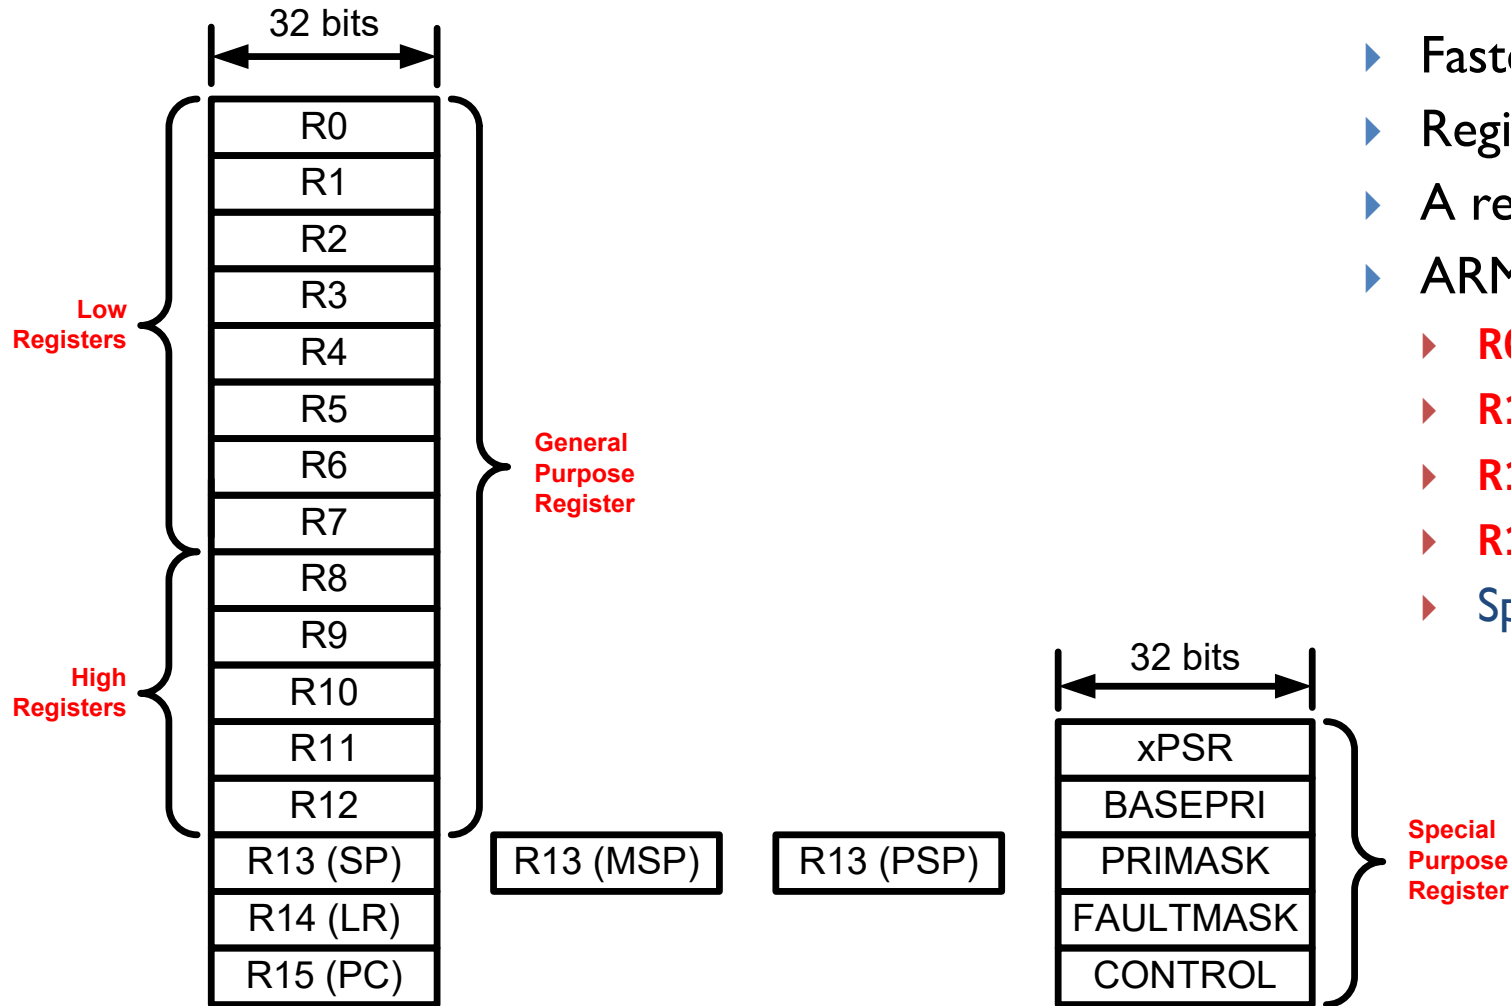 32 bits
R0
R1
R2
R3
R4
R5
R6
R7
R8
R9
R10
R11
R12
R13 (SP)
R14 (LR)
R15 (PC)
Low
Registers
High
Registers
General
Purpose
Register
R13 (MSP)
R13 (PSP)
32 bits
xPSR
BASEPRI
PRIMASK
FAULTMASK
CONTROL
Special
Purpose
Register
A